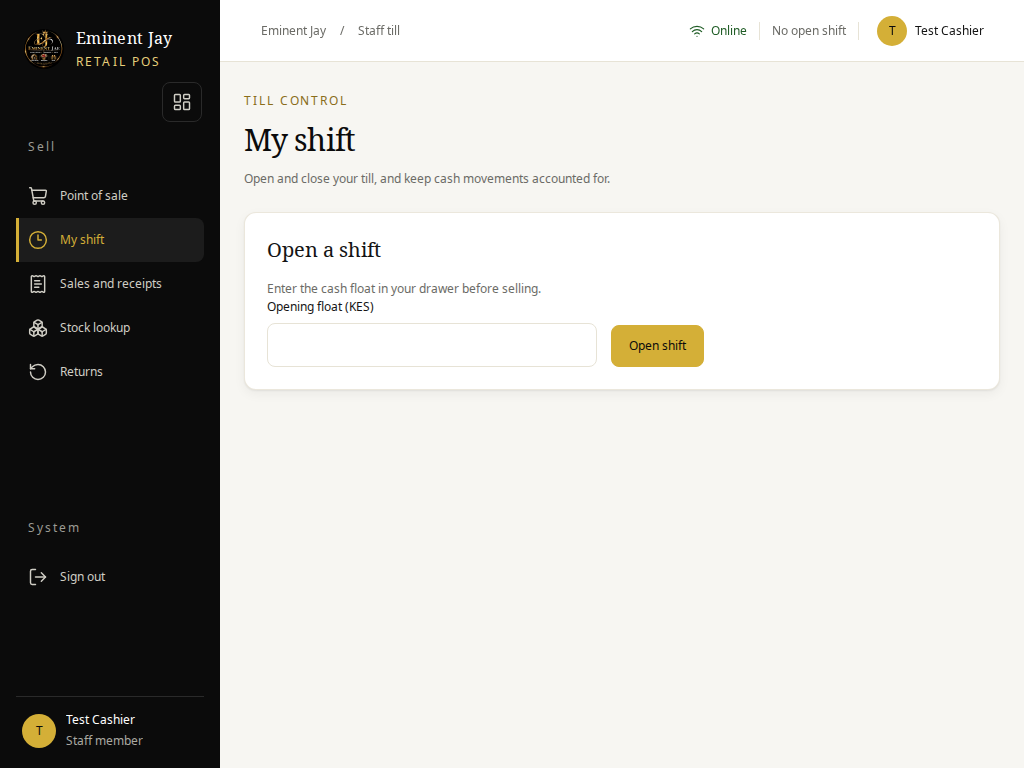 Eminent Jay
RETAIL POS
Sell
Point of sale
My shift
Sales and receipts
Stock lookup
Returns
System
Sign out
T
Test Cashier
Staff member
Eminent Jay / Staff till
Online
No open shift
T
Test Cashier
TILL CONTROL
My shift
Open and close your till, and keep cash movements accounted for.
Open a shift
Enter the cash float in your drawer before selling.
Opening float (KES)
Open shift